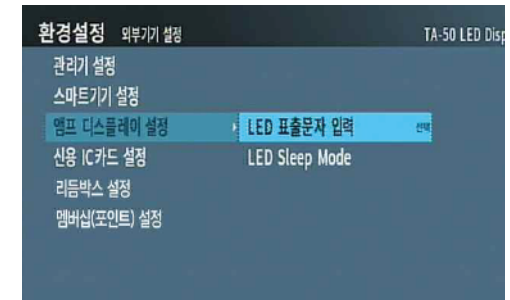 환경설정 외부기기 설정 TA-50 LED Disp
관리기 설정
스마트기기 설정
앰프 디스플레이 설정 LED 표출문자 입력 선택
신용 IC카드 설정 LED Sleep Mode
리듬박스 설정
멤버십(포인트) 설정